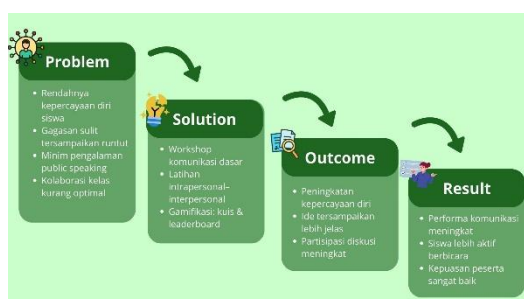 Problem
Rendahnya
kepercayaan diri
siswa
Gagasan sulit
tersampaikan runtut
Minim pengalaman
public speaking
Kolaborasi kelas
kurang optimal
Solution
Workshop
komunikasi dasar
Latihan
intrapersonal–
interpersonal
Gamifikasi: kuis &
leaderboard
Outcome
Peningkatan
kepercayaan diri
Ide tersampaikan
lebih jelas
Partisipasi diskusi
meningkat
Result
Performa komunikasi
meningkat
Siswa lebih aktif
berbicara
Kepuasan peserta
sangat baik